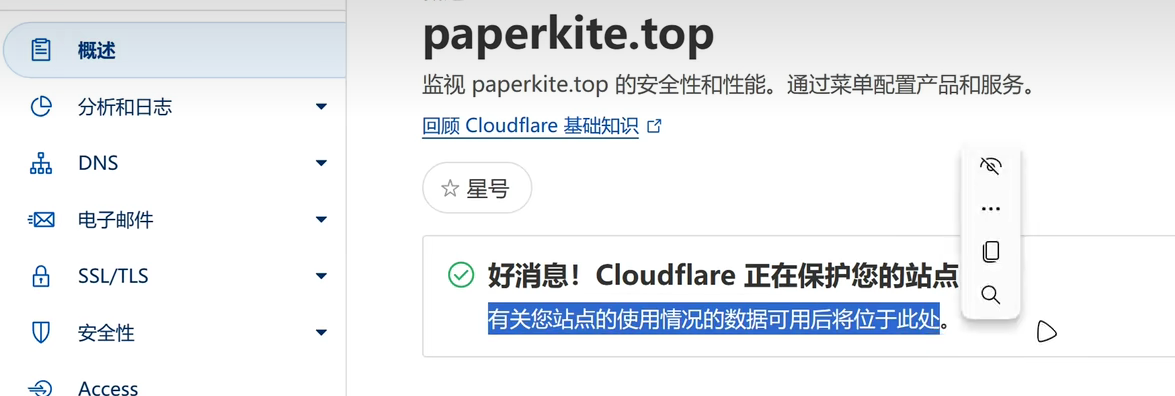 概述
分析和日志
DNS
电子邮件
SSL/TLS
安全性
Access
paperkite.top
监视 paperkite.top 的安全性和性能。通过菜单配置产品和服务。
回顾 Cloudflare 基础知识
星号
好消息！Cloudflare 正在保护您的站点
有关您站点的使用情况的数据可用后将位于此处。